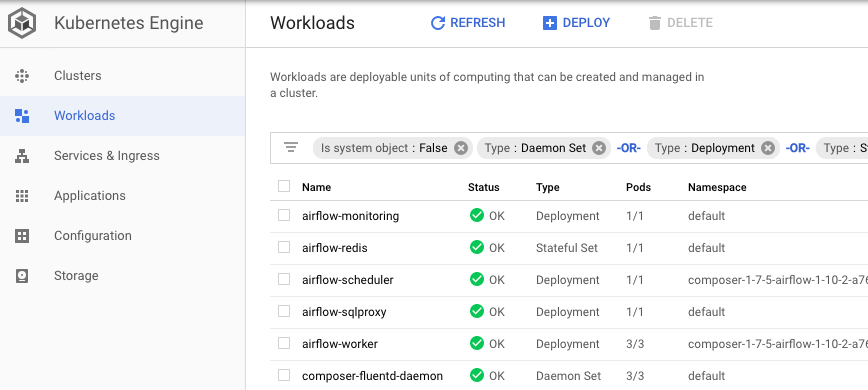 Kubernetes Engine
Workloads
REFRESH
DEPLOY
DELETE
Clusters
Workloads
Services & Ingress
Applications
Configuration
Storage
Workloads are deployable units of computing that can be created and managed in
a cluster.
Is system object : False Type : Daemon Set -OR- Type : Deployment -OR- Type : S
Name Status Type Pods Namespace
airflow-monitoring OK Deployment 1/1 default
airflow-redis OK Stateful Set 1/1 default
airflow-scheduler OK Deployment 1/1 composer-1-7-5-airflow-1-10-2-a76
airflow-sqlproxy OK Deployment 1/1 default
airflow-worker OK Deployment 3/3 composer-1-7-5-airflow-1-10-2-a76
composer-fluentd-daemon OK Daemon Set 3/3 default